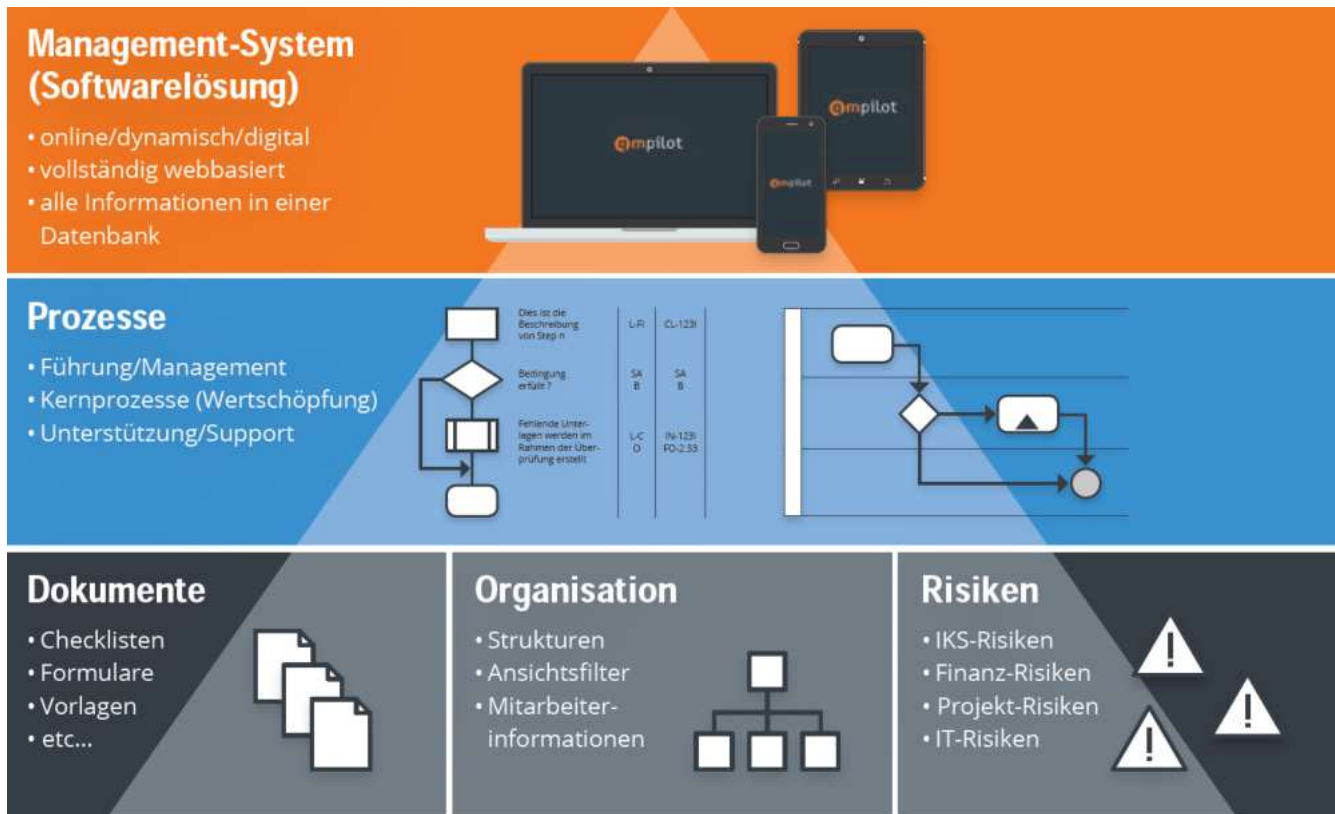 Management-System
(Softwarelösung)
• online/dynamisch/digital
• vollständig webbasiert
• alle Informationen in einer
Datenbank
qmpilot
qmpilot
qmpilot
Prozesse
• Führung/Management
• Kernprozesse (Wertschöpfung)
• Unterstützung/Support
Dies ist die
Beschreibung
von Step n
L-FI
CL-123I
Bedingung
erfüllt ?
SA
B
SA
B
Fehlende Unter-
lagen werden im
Rahmen der Über-
prüfung erstellt
L-C
O
IN-123I
FO-2.33
Dokumente
• Checklisten
• Formulare
• Vorlagen
• etc...
Organisation
• Strukturen
• Ansichtsfilter
• Mitarbeiter-
informationen
Risiken
• IKS-Risiken
• Finanz-Risiken
• Projekt-Risiken
• IT-Risiken
!
!
!